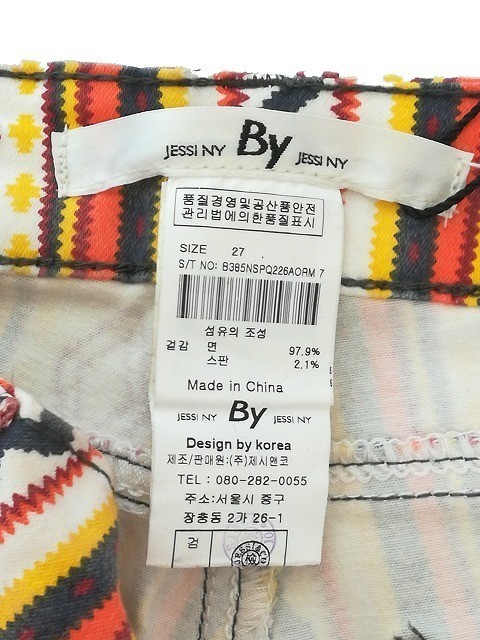 JESSI NY By JESSI NY
품질경영및공산품안전
관리법에의한품질표시
SIZE 27
S/T NO: B385NSPQ226AORM 7
섬유의 조성
겉감 면 97.9%
스판 2.1%
Made in China
JESSI NY By JESSI NY
Design by korea
제조/판매원:(주)제시앤코
TEL : 080-282-0055
주소:서울시 중구
장충동 2가 26-1
검